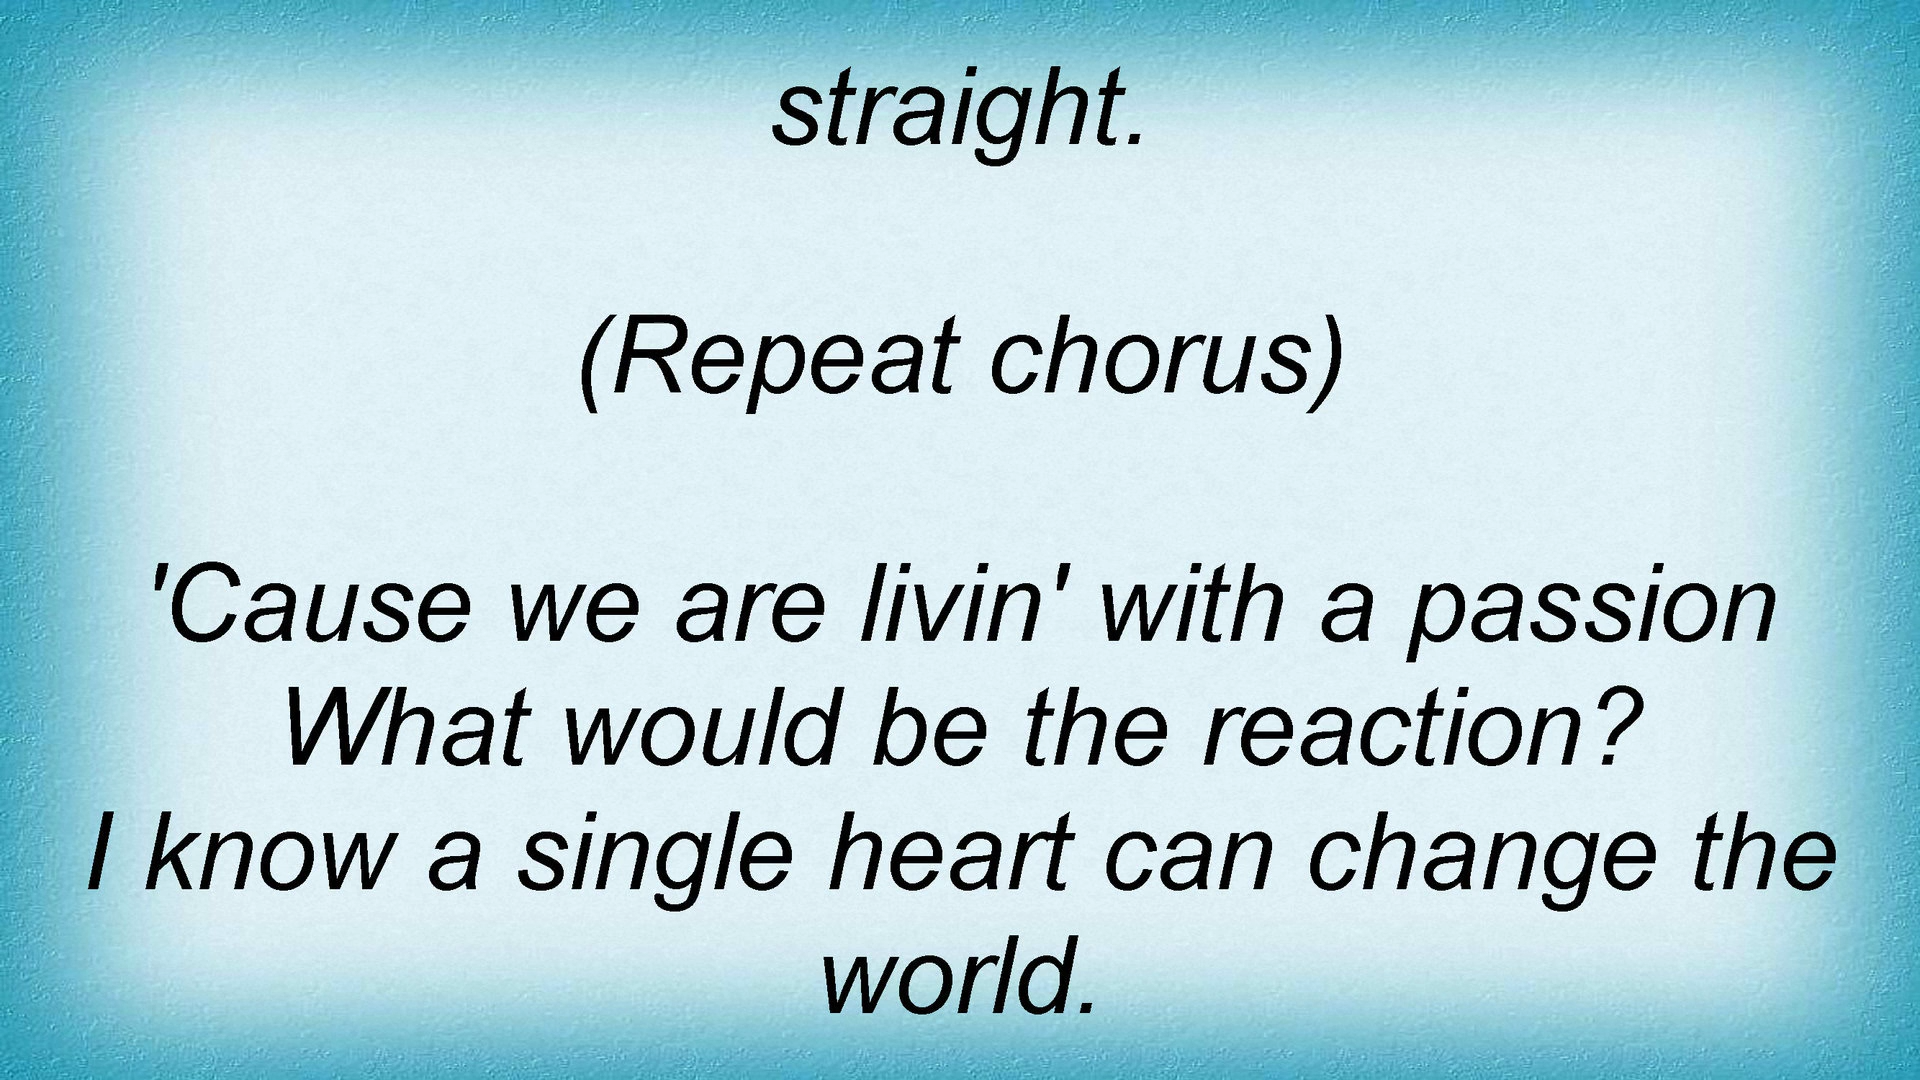 straight.
(Repeat chorus)
'Cause we are livin' with a passion
What would be the reaction?
I know a single heart can change the
world.